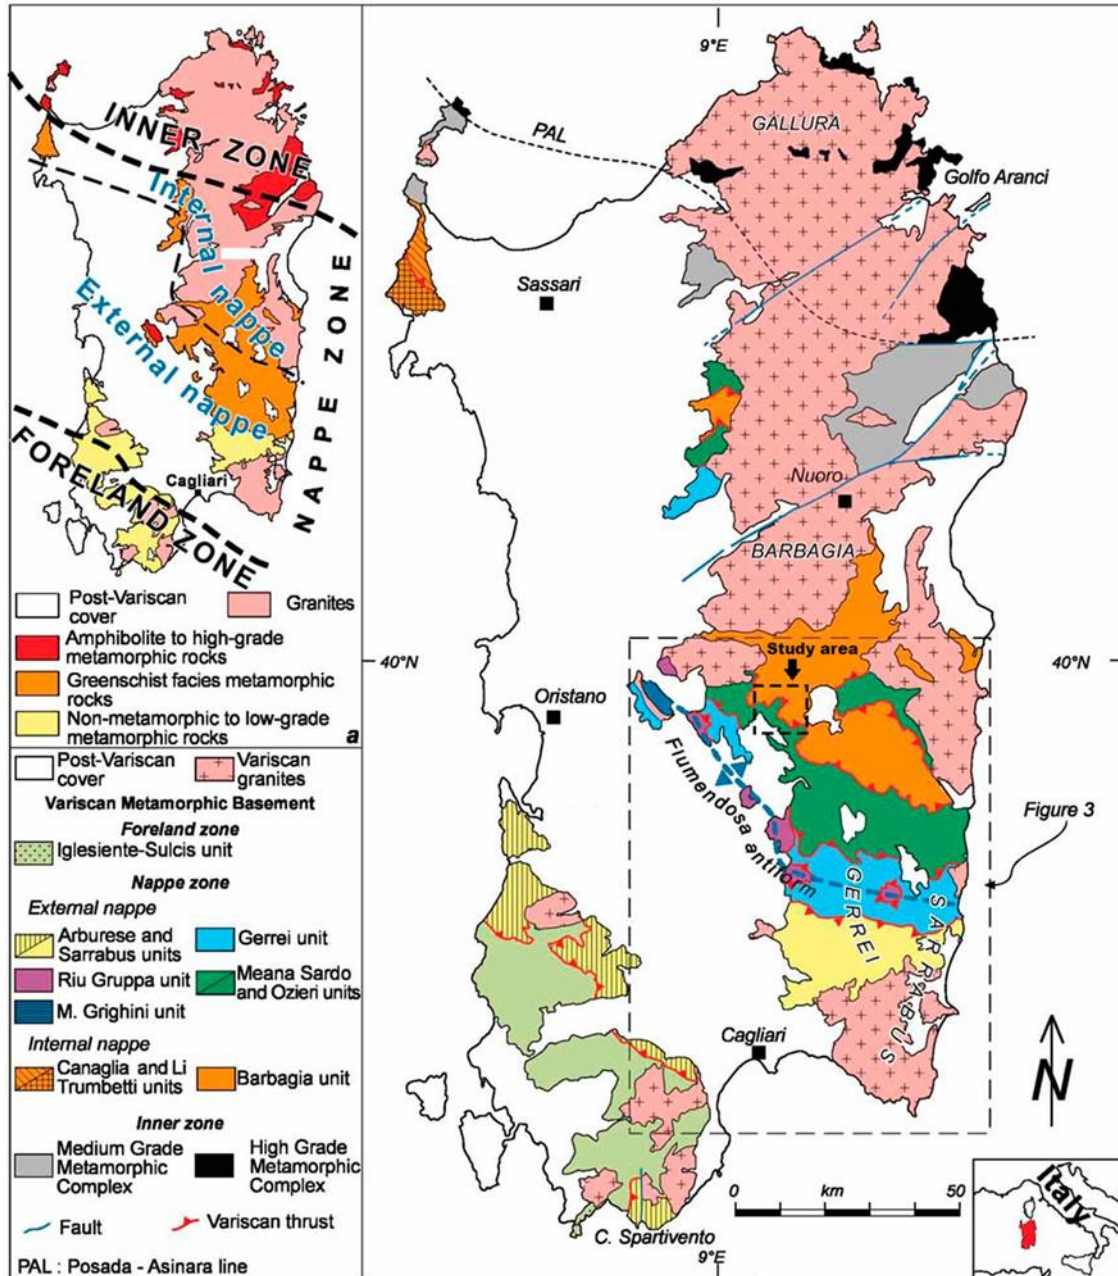 INNER ZONE
Internal nappe
External nappe
NAPPE ZONE
FORELAND ZONE
Cagliari
Post-Variscan
cover
Granites
Amphibolite to high-grade
metamorphic rocks
Greenschist facies metamorphic
rocks
Non-metamorphic to low-grade
metamorphic rocks
a
Post-Variscan
cover
Variscan
granites
Variscan Metamorphic Basement
Foreland zone
Iglesiente-Sulcis unit
Nappe zone
External nappe
Arburese and
Sarrabus units
Gerrei unit
Riu Gruppa unit
Meana Sardo
and Ozieri units
M. Grighini unit
Internal nappe
Canaglia and Li
Trumbetti units
Barbagia unit
Inner zone
Medium Grade
Metamorphic
Complex
High Grade
Metamorphic
Complex
Fault
Variscan thrust
PAL : Posada - Asinara line
9°E
PAL
GALLURA
Golfo Aranci
Sassari
Nuoro
BARBAGIA
40°N
Study area
40°N
Oristano
Flumendosa antiform
Figure 3
GERREI
SARRABUS
Cagliari
N
0 km 50
C. Spartivento
9°E
Italy